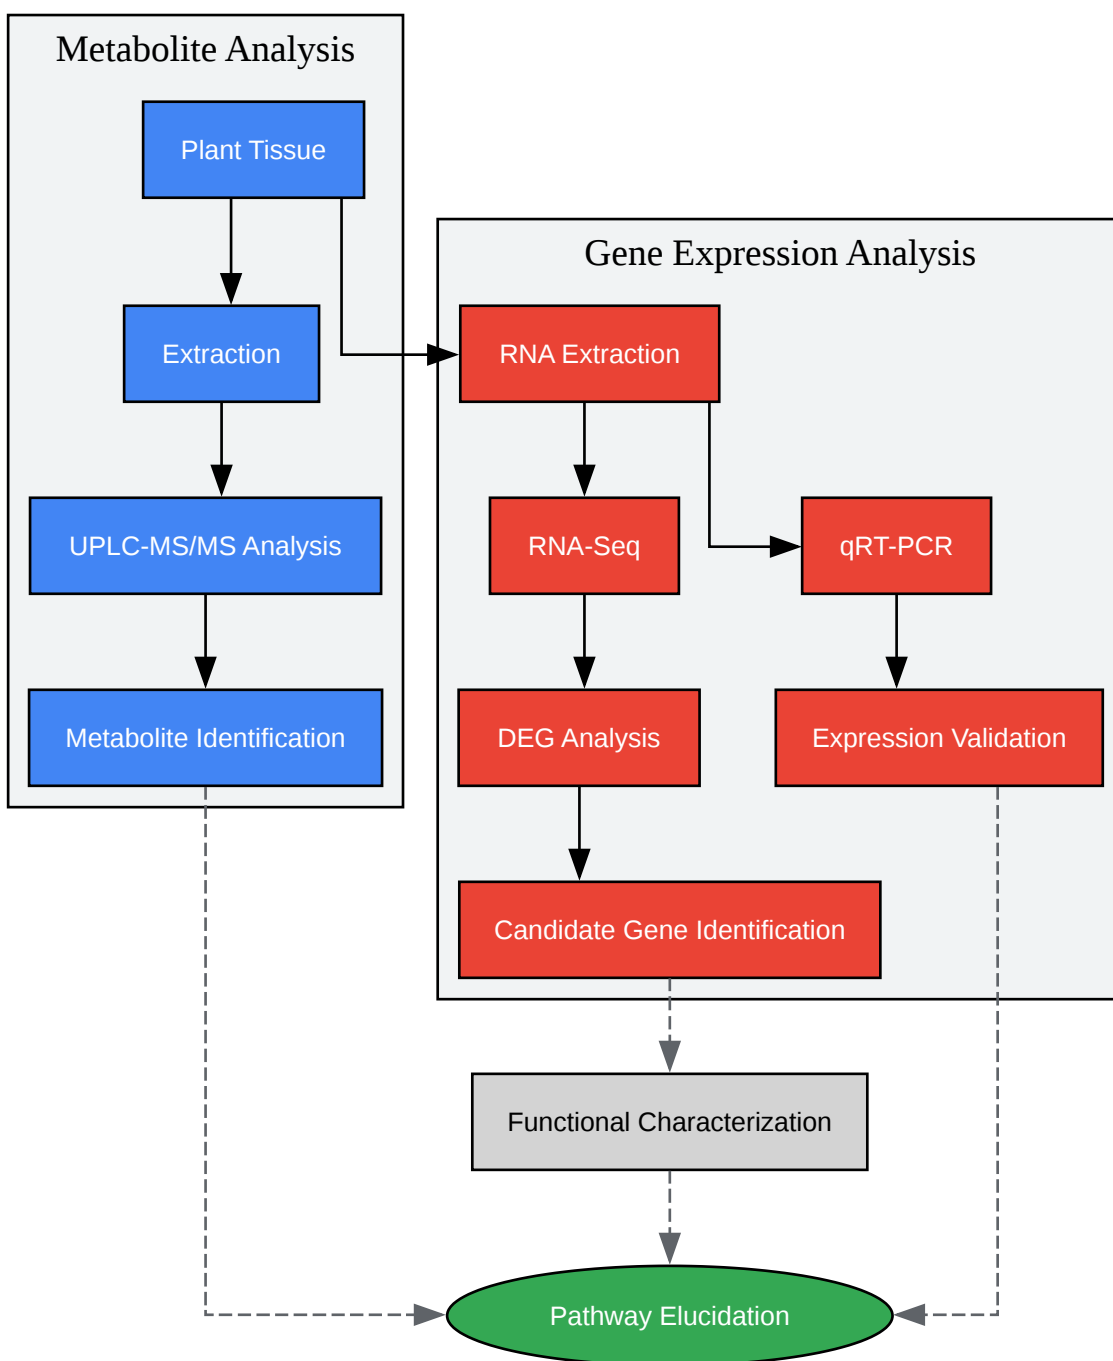 Metabolite Analysis
Plant Tissue
Gene Expression Analysis
Extraction
RNA Extraction
UPLC-MS/MS Analysis
RNA-Seq
qRT-PCR
Metabolite Identification
DEG Analysis
Expression Validation
Candidate Gene Identification
Functional Characterization
Pathway Elucidation